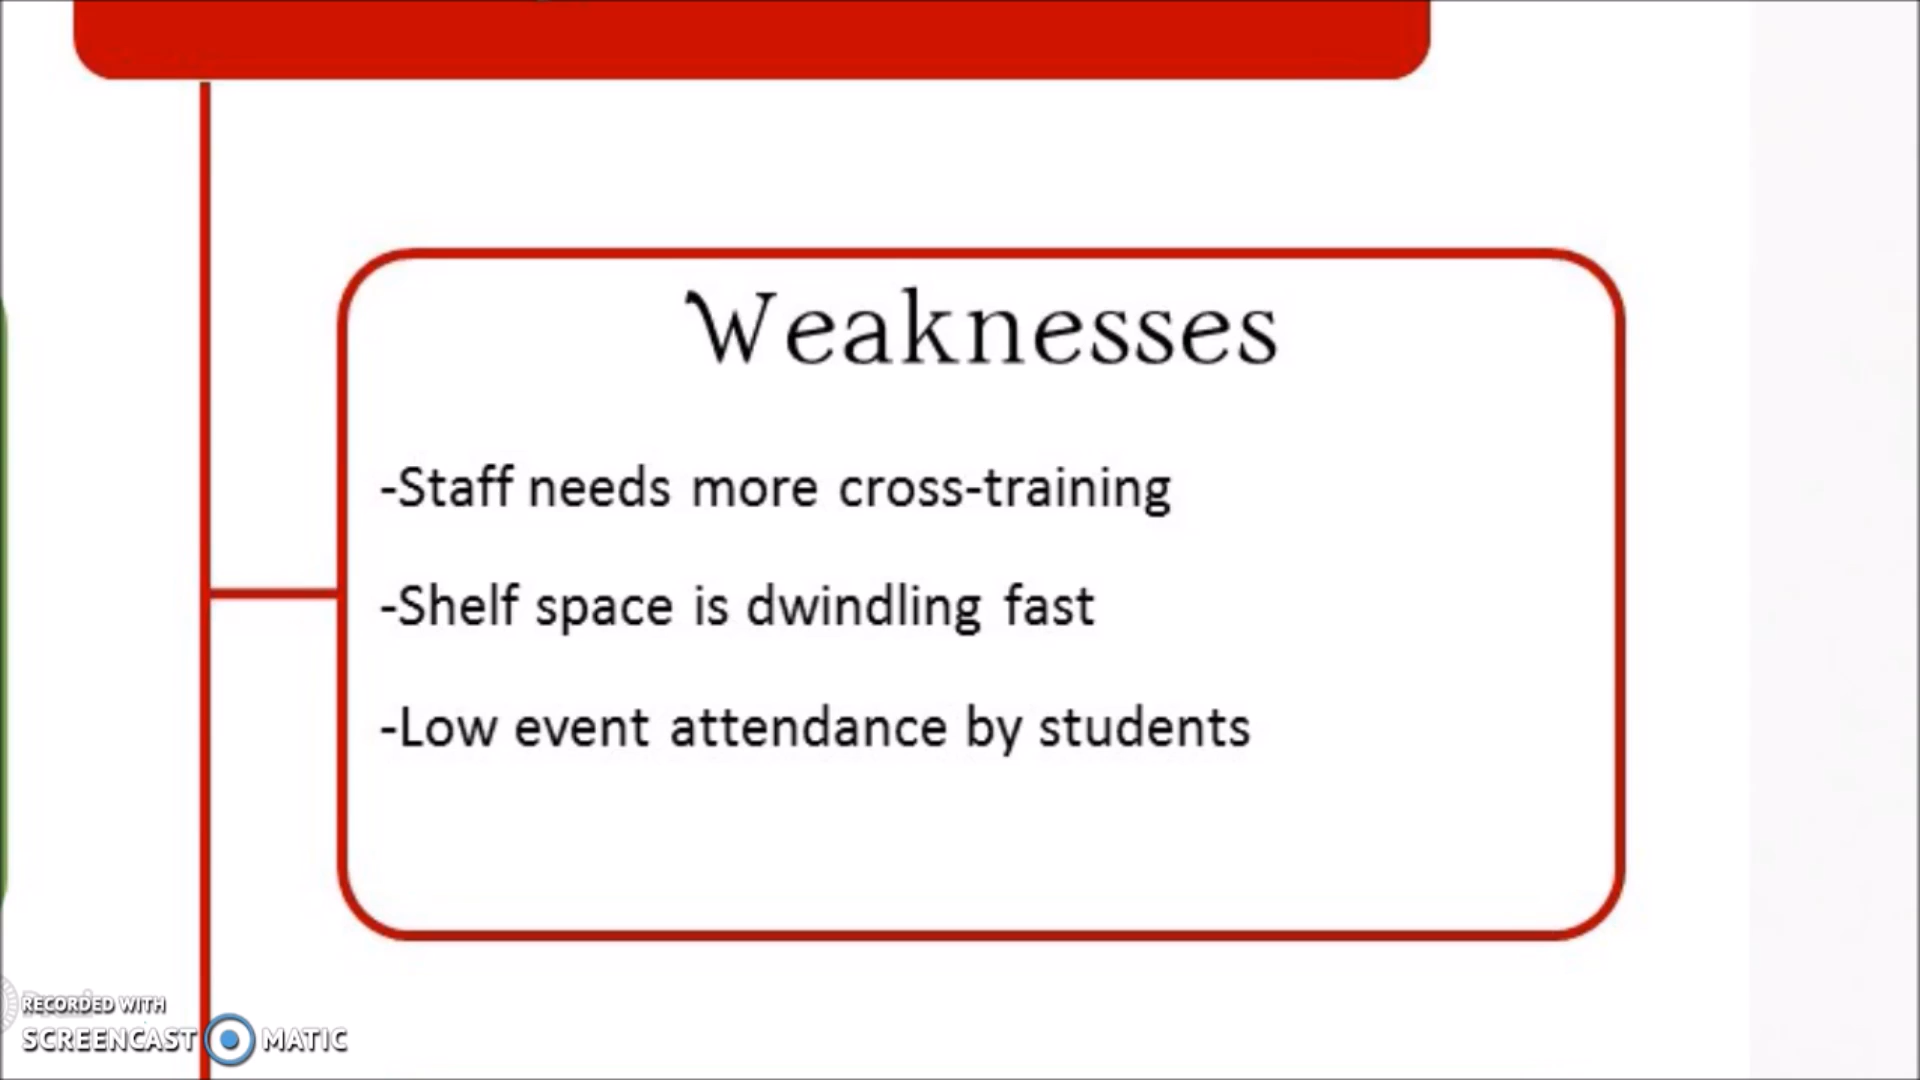 Weaknesses
-Staff needs more cross-training
-Shelf space is dwindling fast
-Low event attendance by students
RECORDED WITH
SCREENCAST MATIC